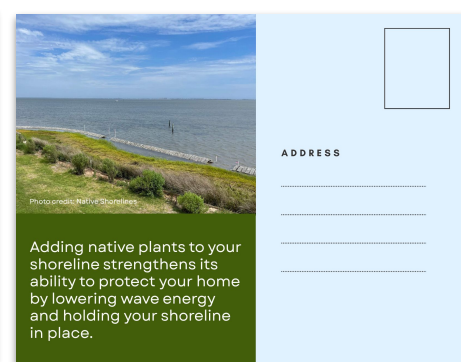 Photo credit: Native Shorelines
Adding native plants to your
shoreline strengthens its
ability to protect your home
by lowering wave energy
and holding your shoreline
in place.
ADDRESS